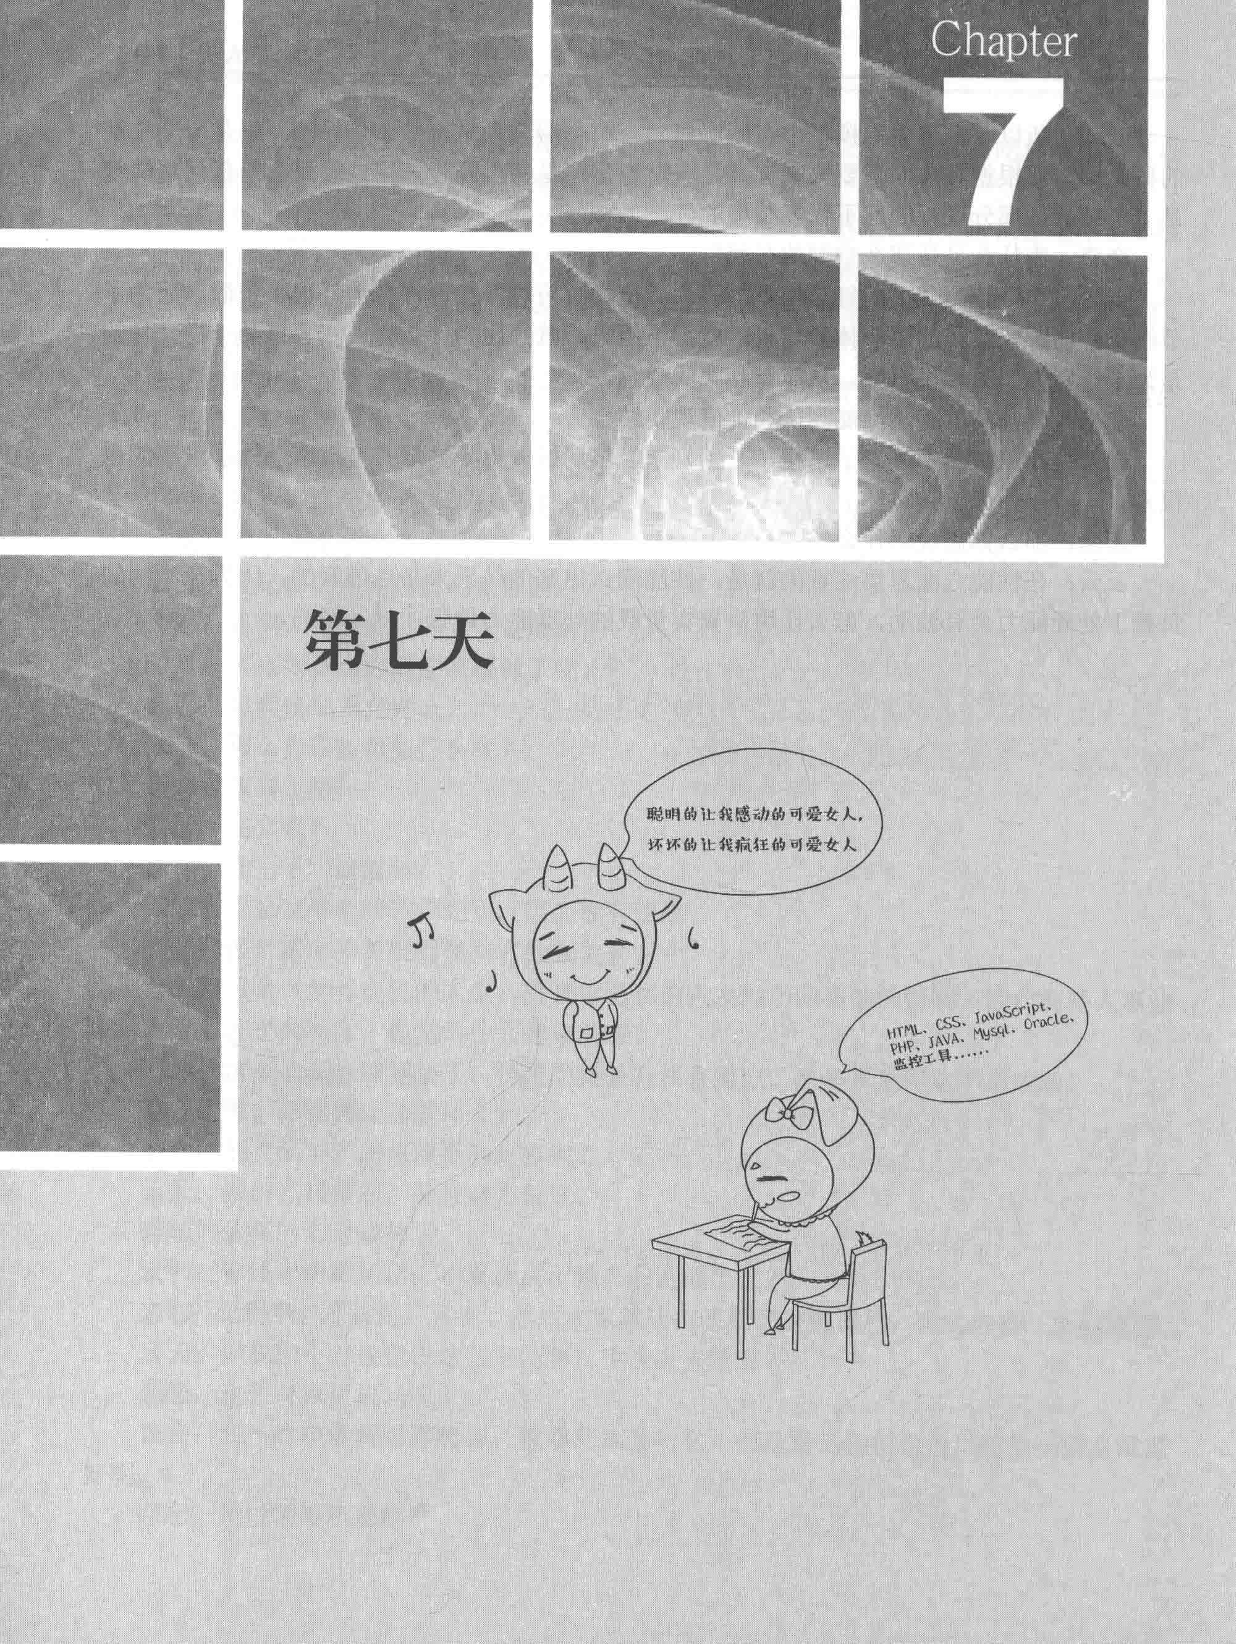 Chapter
7
第七天
聪明的让我感动的可爱女人，
坏坏的让我疯狂的可爱女人
HTML、CSS、JavaScript、
PHP、JAVA、Mysql、Oracle、
监控工具……